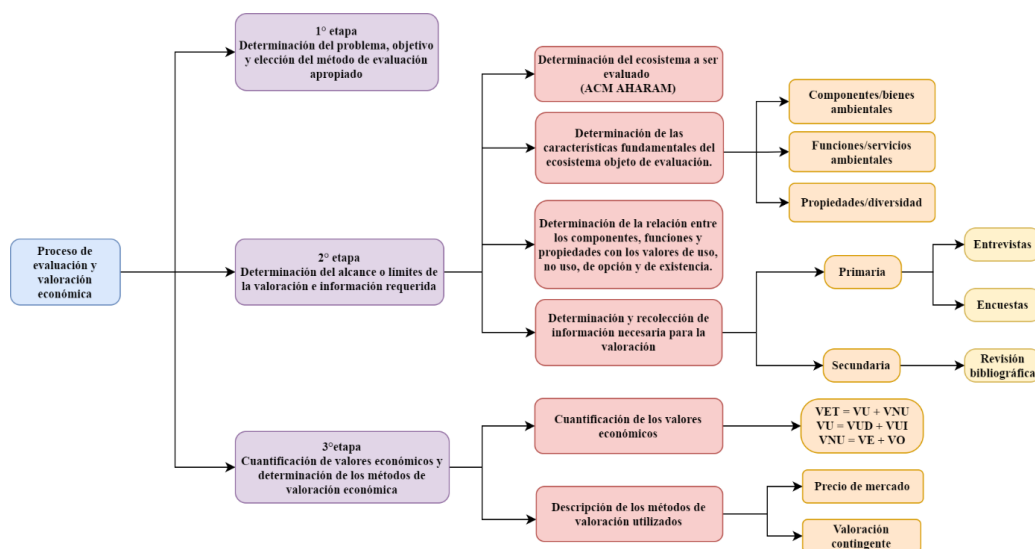 Proceso de
evaluación y
valoración
económica
1° etapa
Determinación del problema, objetivo
y elección del método de evaluación
apropiado
2° etapa
Determinación del alcance o límites de
la valoración e información requerida
3°etapa
Cuantificación de valores económicos y
determinación de los métodos de
valoración económica
Determinación del ecosistema a ser
evaluado
(ACM AHARAM)
Determinación de las
características fundamentales del
ecosistema objeto de evaluación.
Determinación de la relación entre
los componentes, funciones y
propiedades con los valores de uso,
no uso, de opción y de existencia.
Determinación y recolección de
información necesaria para la
valoración
Cuantificación de los valores
económicos
Descripción de los métodos de
valoración utilizados
Componentes/bienes
ambientales
Funciones/servicios
ambientales
Propiedades/diversidad
Primaria
Secundaria
Entrevistas
Encuestas
Revisión
bibliográfica
VET = VU + VNU
VU = VUD + VUI
VNU = VE + VO
Precio de mercado
Valoración
contingente